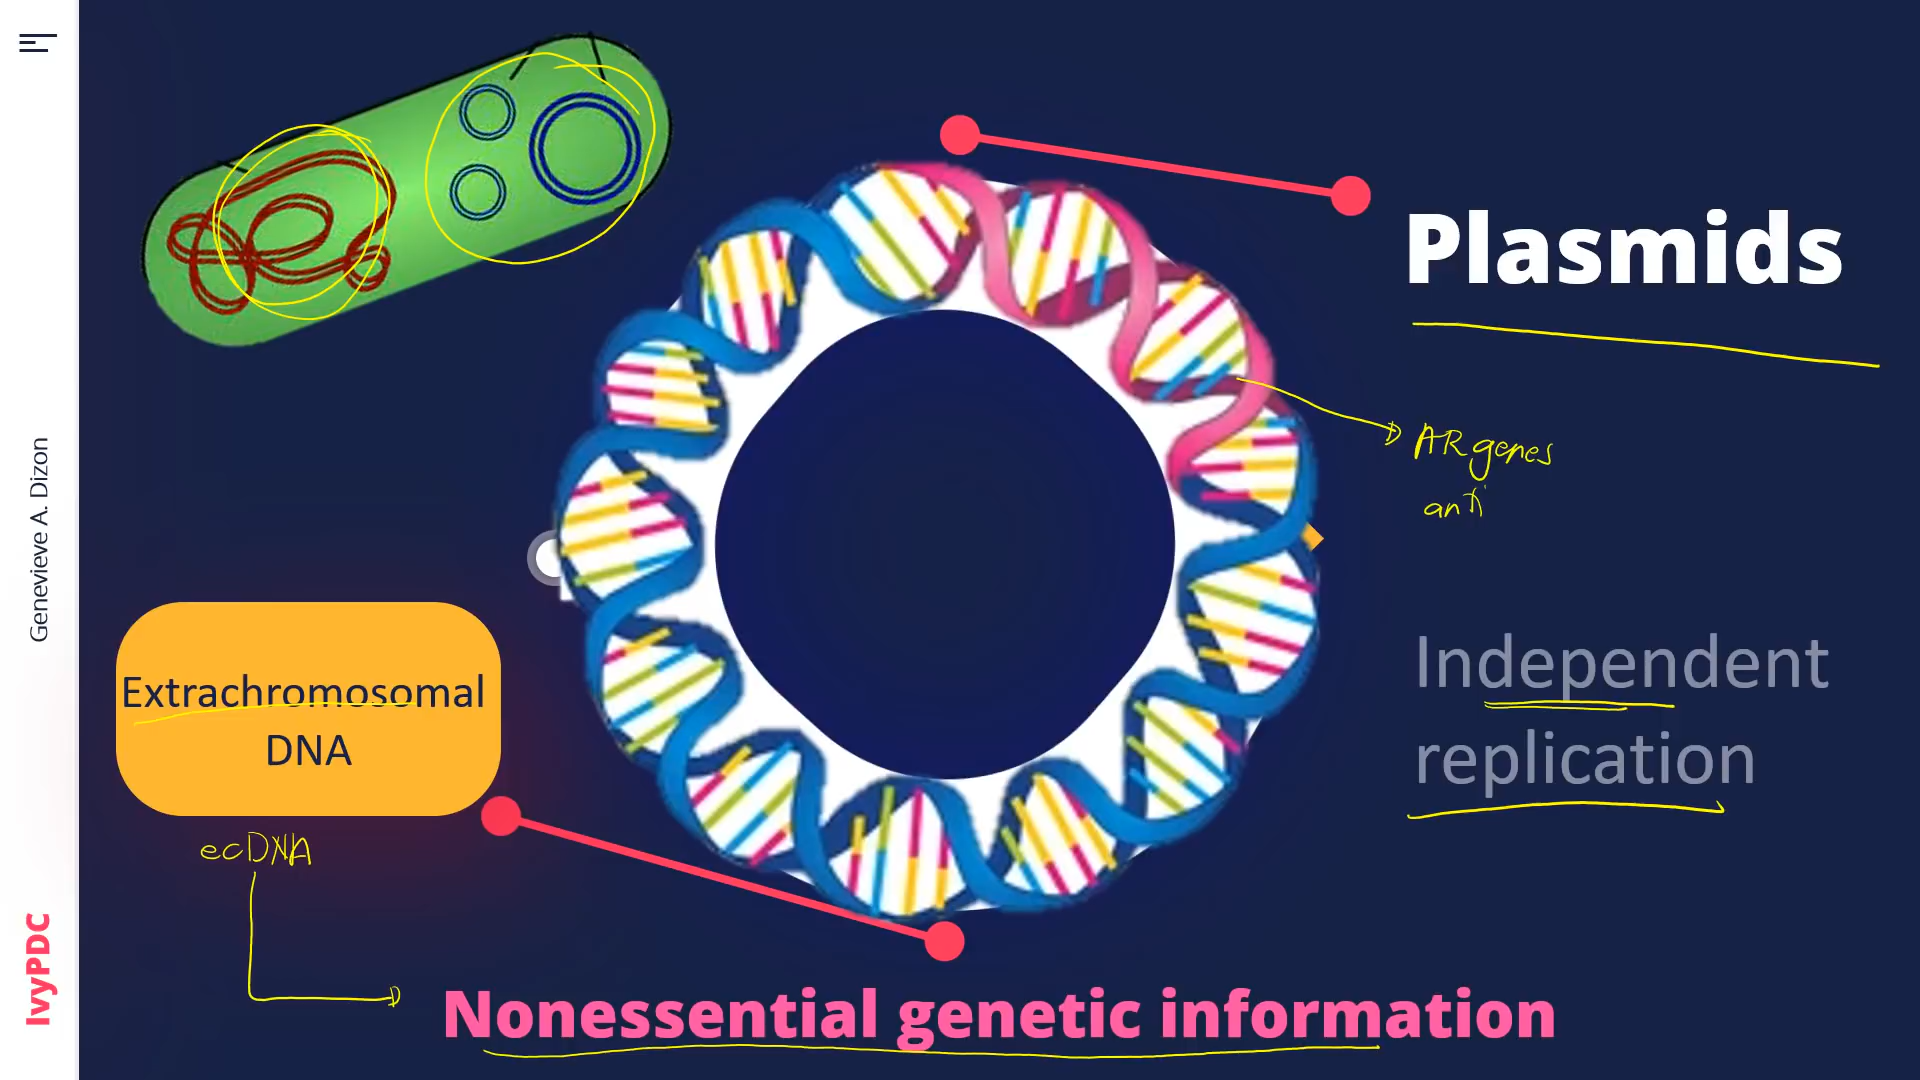 Plasmids
AR genes
anti
Extrachromosomal
DNA
ecDNA
Independent
replication
Nonessential genetic information
Genevieve A. Dizon
IvyPDC